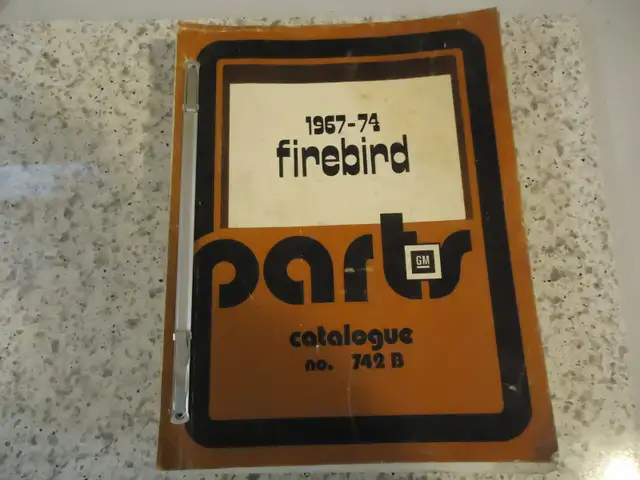 1967-74
firebird
parts
GM
catalogue
no. 742 B